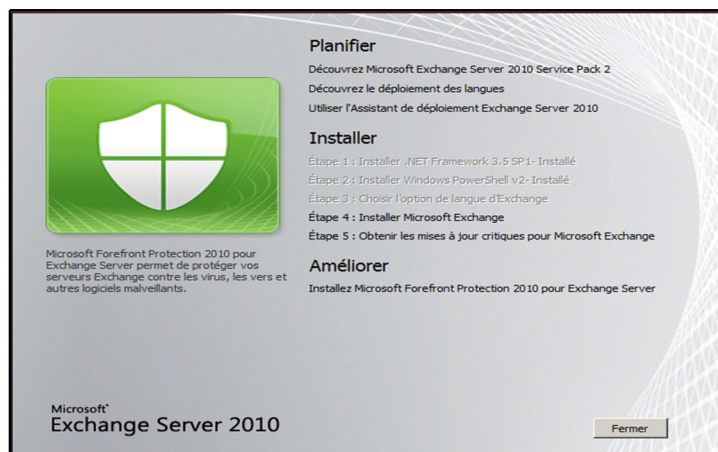 Planifier
Découvrez Microsoft Exchange Server 2010 Service Pack 2
Découvrez le déploiement des langues
Utiliser l'Assistant de déploiement Exchange Server 2010
Installer
Étape 1 : Installer .NET Framework 3.5 SP1- Installé
Étape 2 : Installer Windows PowerShell v2- Installé
Étape 3 : Choisir l'option de langue d'Exchange
Étape 4 : Installer Microsoft Exchange
Étape 5 : Obtenir les mises à jour critiques pour Microsoft Exchange
Améliorer
Installez Microsoft Forefront Protection 2010 pour Exchange Server
Microsoft Forefront Protection 2010 pour
Exchange Server permet de protéger vos
serveurs Exchange contre les virus, les vers et
autres logiciels malveillants.
Microsoft®
Exchange Server 2010
Fermer